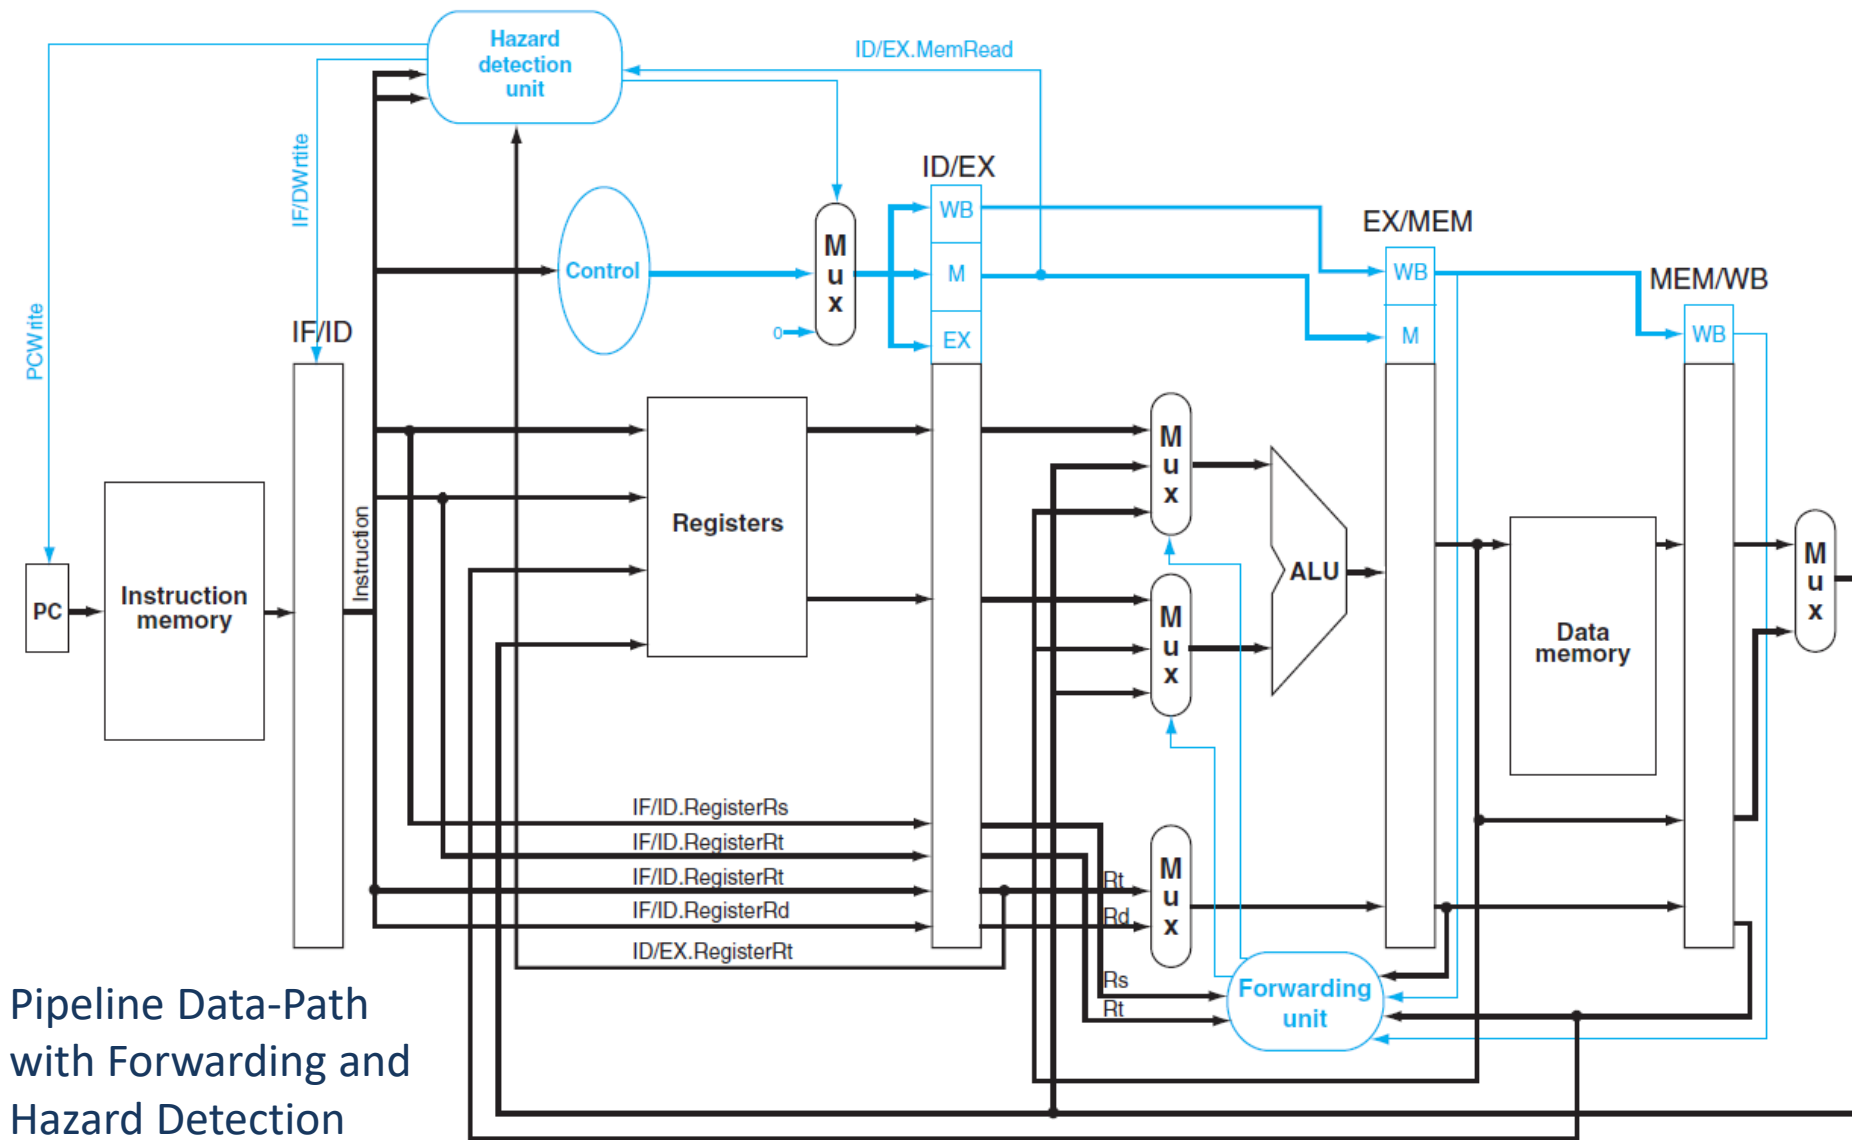 Hazard
detection
unit
ID/EX.MemRead
IF/DWrtite
PCWrite
ID/EX
WB
M
EX
Control
M
u
x
0
EX/MEM
WB
M
MEM/WB
WB
IF/ID
Instruction
PC
Instruction
memory
Registers
M
u
x
M
u
x
ALU
Data
memory
M
u
x
IF/ID.RegisterRs
IF/ID.RegisterRt
IF/ID.RegisterRt
IF/ID.RegisterRd
ID/EX.RegisterRt
Rt
Rd
M
u
x
Rs
Rt
Forwarding
unit
Pipeline Data-Path
with Forwarding and
Hazard Detection